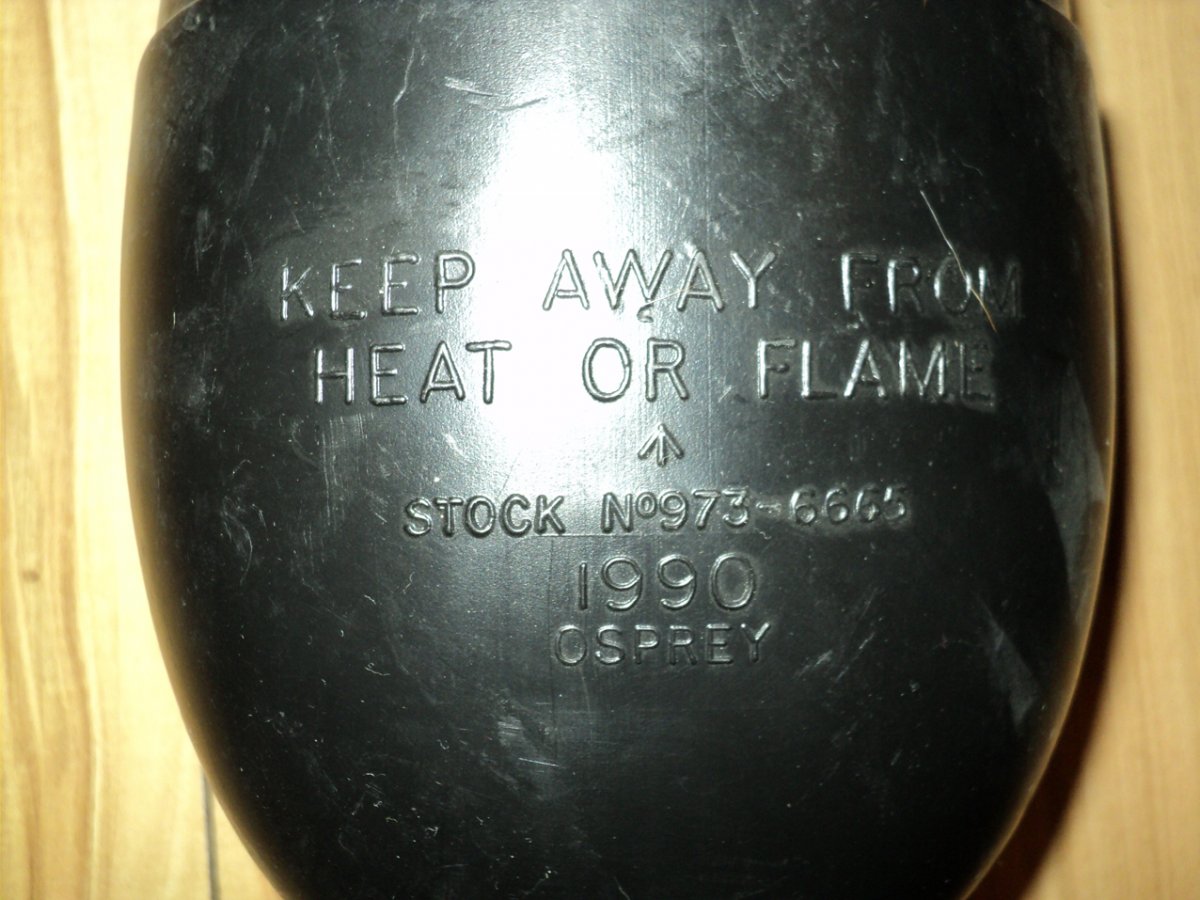 KEEP AWAY FROM
HEAT OR FLAME
STOCK Nº973-6665
1990
OSPREY